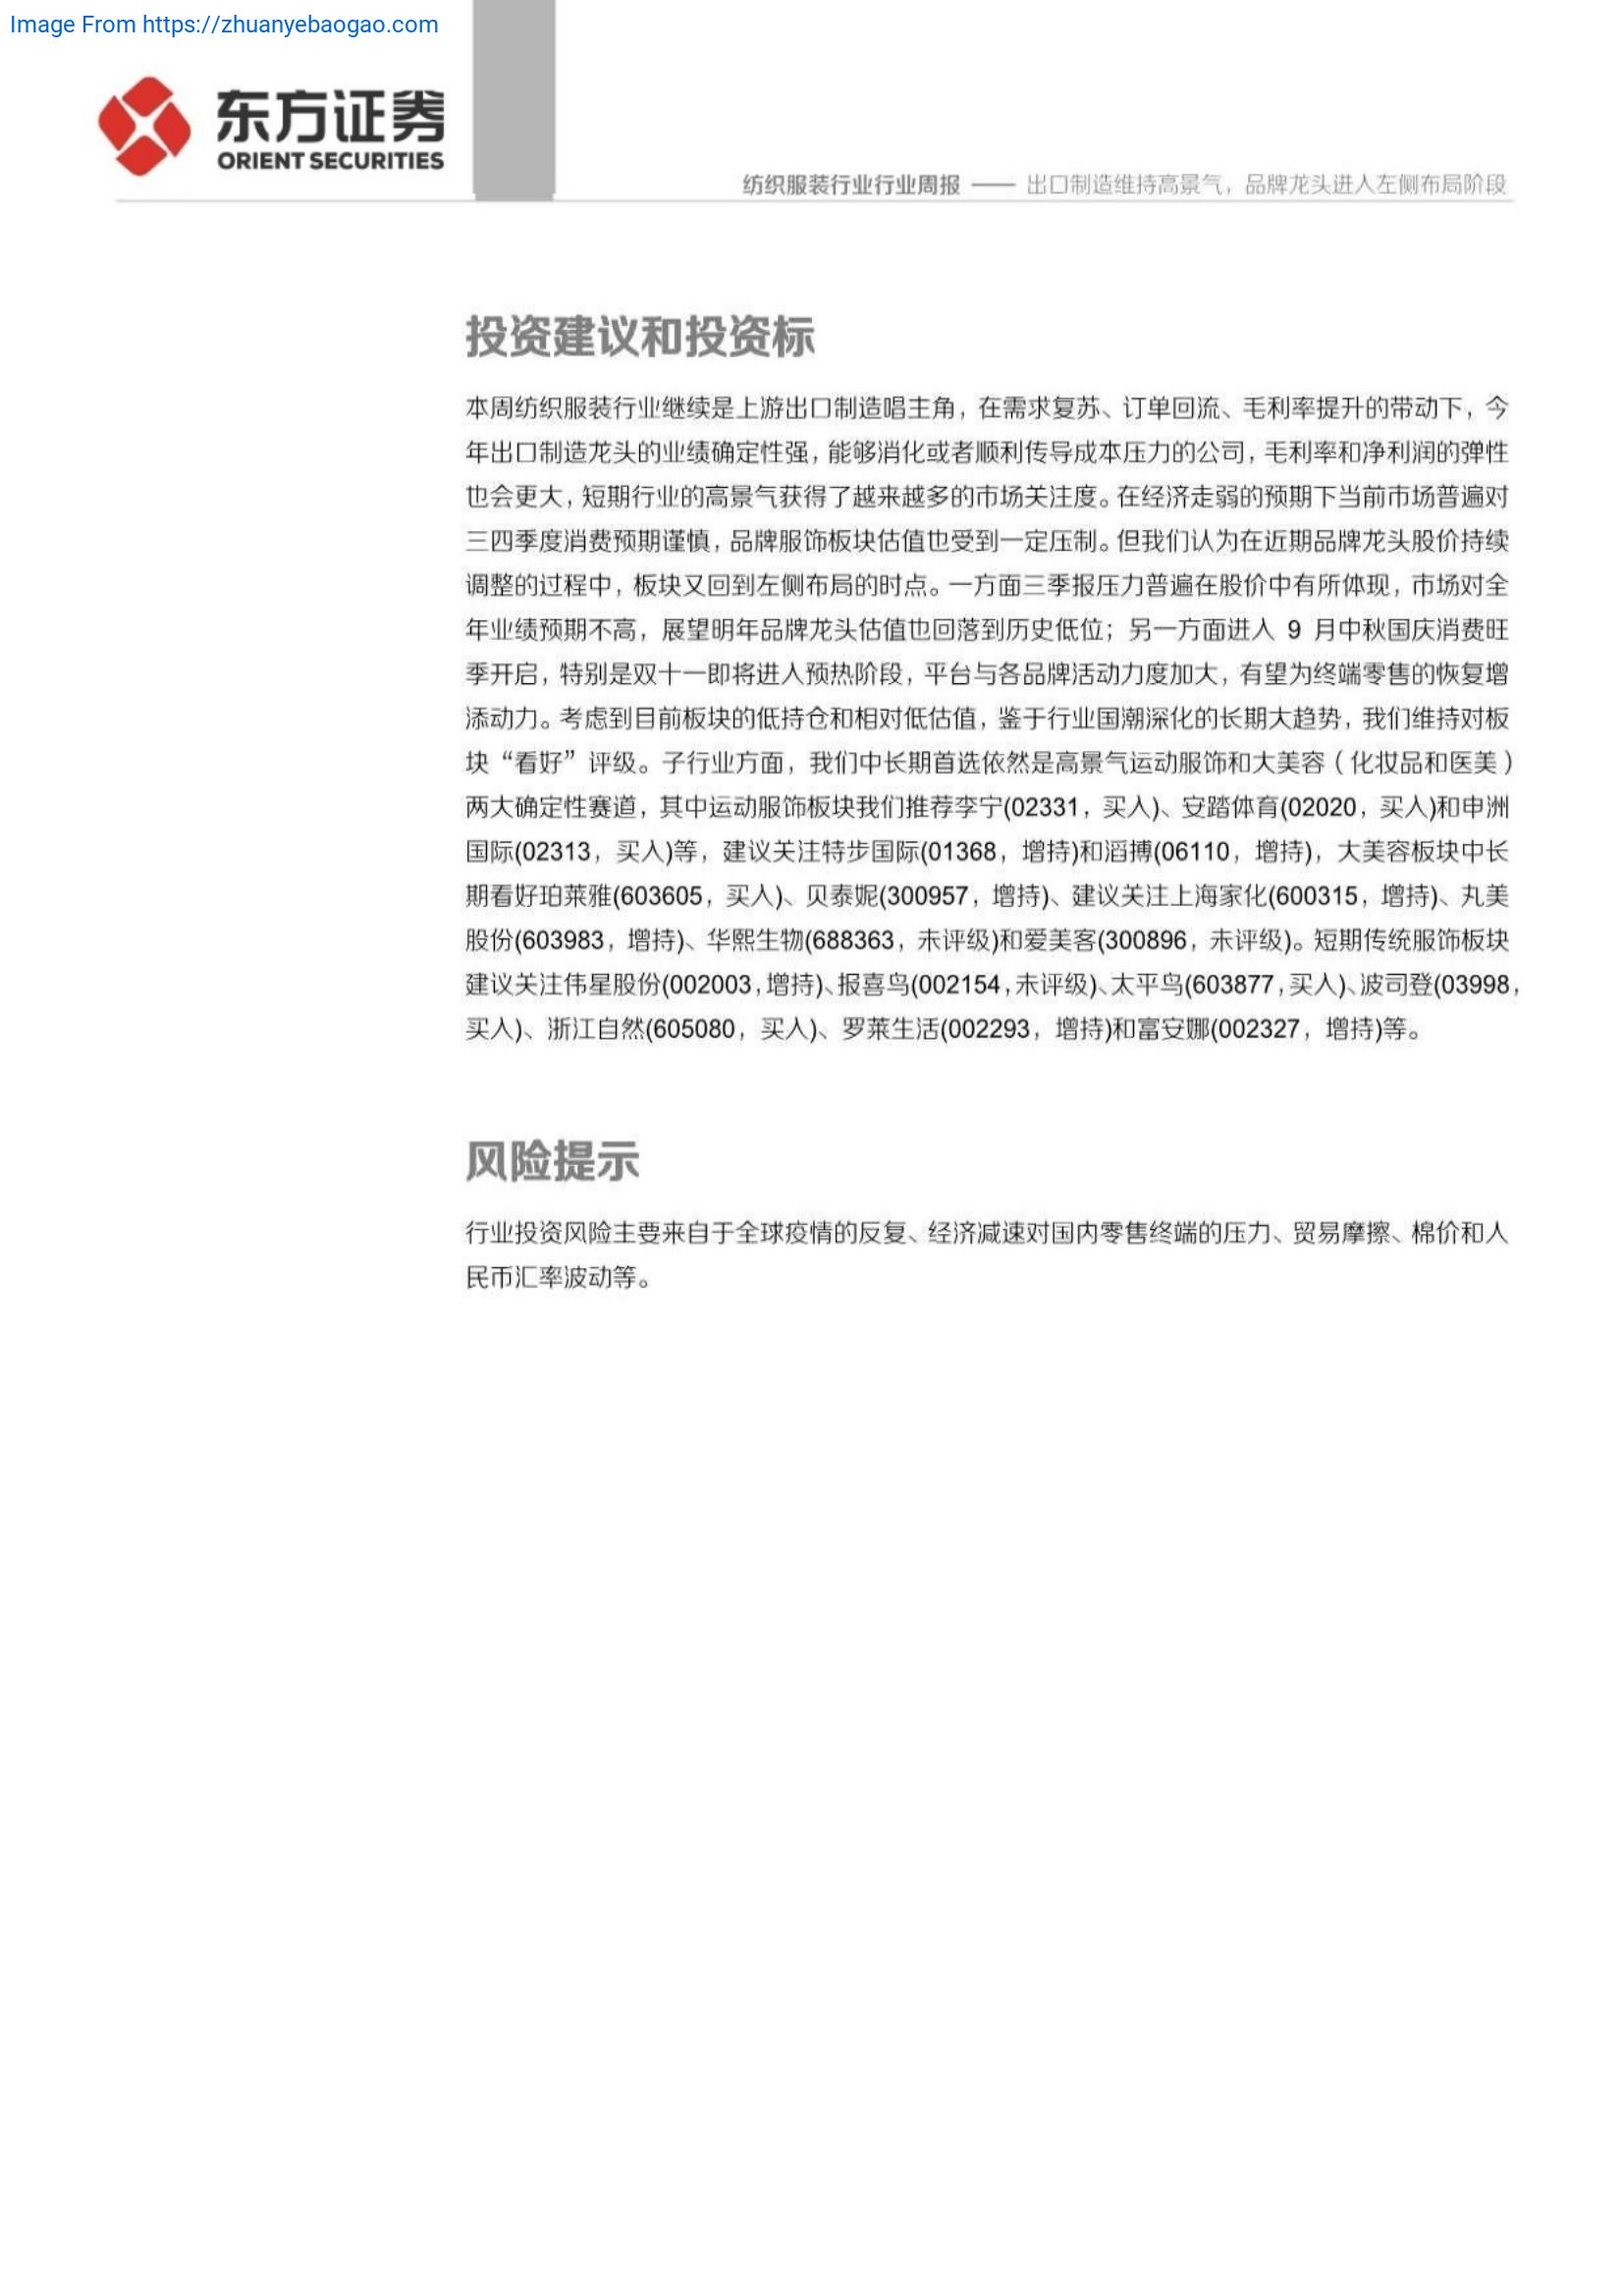 Image From https://zhuanyebaogao.com
东方证券
ORIENT SECURITIES
纺织服装行业行业周报 —— 出口制造维持高景气，品牌龙头进入左侧布局阶段
投资建议和投资标
本周纺织服装行业继续是上游出口制造唱主角，在需求复苏、订单回流、毛利率提升的带动下，今
年出口制造龙头的业绩确定性强，能够消化或者顺利传导成本压力的公司，毛利率和净利润的弹性
也会更大，短期行业的高景气获得了越来越多的市场关注度。在经济走弱的预期下当前市场普遍对
三四季度消费预期谨慎，品牌服饰板块估值也受到一定压制。但我们认为在近期品牌龙头股价持续
调整的过程中，板块又回到左侧布局的时点。一方面三季报压力普遍在股价中有所体现，市场对全
年业绩预期不高，展望明年品牌龙头估值也回落到历史低位；另一方面进入 9 月中秋国庆消费旺
季开启，特别是双十一即将进入预热阶段，平台与各品牌活动力度加大，有望为终端零售的恢复增
添动力。考虑到目前板块的低持仓和相对低估值，鉴于行业国潮深化的长期大趋势，我们维持对板
块“看好”评级。子行业方面，我们中长期首选依然是高景气运动服饰和大美容（化妆品和医美）
两大确定性赛道，其中运动服饰板块我们推荐李宁(02331，买入)、安踏体育(02020，买入)和申洲
国际(02313，买入)等，建议关注特步国际(01368，增持)和滔搏(06110，增持)，大美容板块中长
期看好珀莱雅(603605，买入)、贝泰妮(300957，增持)、建议关注上海家化(600315，增持)、丸美
股份(603983，增持)、华熙生物(688363，未评级)和爱美客(300896，未评级)。短期传统服饰板块
建议关注伟星股份(002003，增持)、报喜鸟(002154，未评级)、太平鸟(603877，买入)、波司登(03998，
买入)、浙江自然(605080，买入)、罗莱生活(002293，增持)和富安娜(002327，增持)等。
风险提示
行业投资风险主要来自于全球疫情的反复、经济减速对国内零售终端的压力、贸易摩擦、棉价和人
民币汇率波动等。